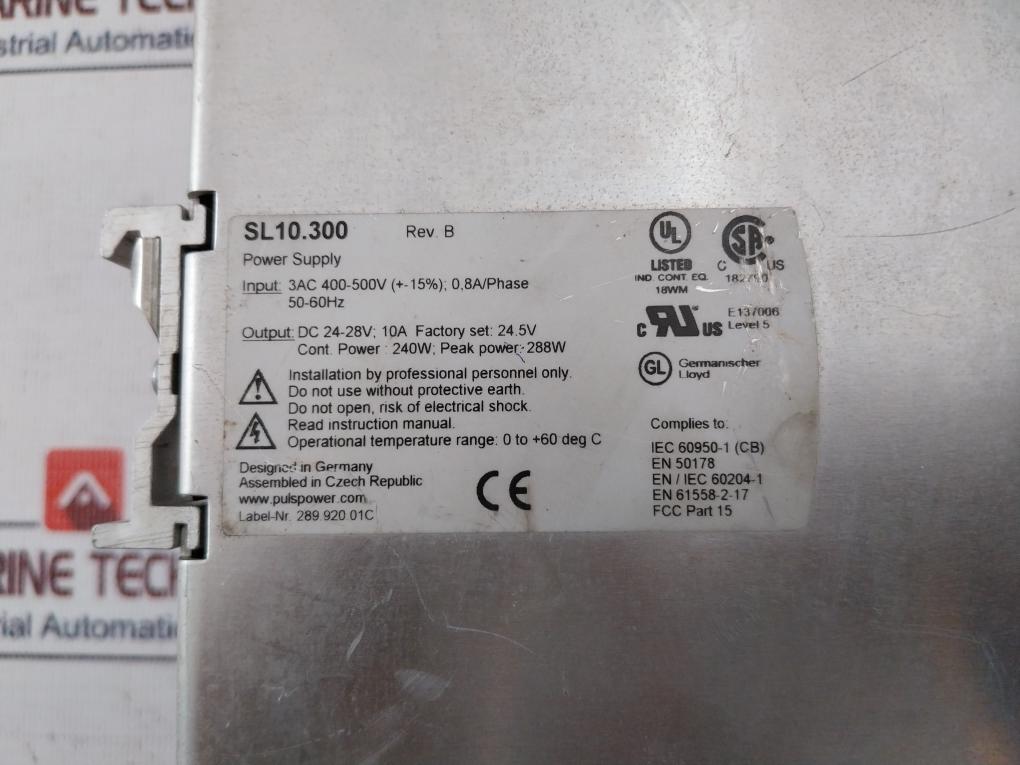 ARINE TECH
strial Automati
SL10.300 Rev. B
Power Supply
Input: 3AC 400-500V (+-15%); 0,8A/Phase
50-60Hz
Output: DC 24-28V; 10A Factory set: 24.5V
Cont. Power : 240W; Peak power: 288W
Installation by professional personnel only.
Do not use without protective earth.
Do not open, risk of electrical shock.
Read instruction manual.
Operational temperature range: 0 to +60 deg C
Designed in Germany
Assembled in Czech Republic
www.pulspower.com
Label-Nr. 289.920.01C
CE
UL
LISTED
IND. CONT. EQ.
18WM
SA
C US
C RU US
E137006
Level 5
GL Germanischer
Lloyd
Complies to:
IEC 60950-1 (CB)
EN 50178
EN / IEC 60204-1
EN 61558-2-17
FCC Part 15
RINE TECH
ial Automati